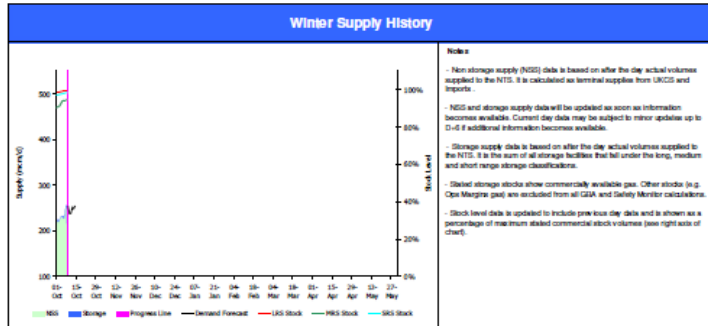 Winter Supply History
Notes:
- Non storage supply (NSS) data is based on after the day actual volumes
supplied to the NTS. It is calculated as terminal supplies from UKCS and
Imports .
- NSS and storage supply data will be updated as soon as information
becomes available. Current day data may be subject to minor updates up to
D+6 if additional information becomes available.
- Storage supply data is based on after the day actual volumes supplied to
the NTS. It is the sum of all storage facilities that fall under the long, medium
and short range storage classifications.
- Stated storage stocks show commercially available gas. Other stocks (e.g.
Ops Margins gas) are excluded from all GBA and Safety Monitor calculations.
- Stock level data is updated to include previous day data and is shown as a
percentage of maximum stated commercial stock volumes (see right axis of
chart).
Supply (mcm/d)
500
400
300
200
100
Stock Level
100%
80%
60%
40%
20%
0%
01- 15- 29- 12- 26- 10- 24- 07- 21- 04- 18- 04- 18- 01- 15- 29- 13- 27-
Oct Oct Oct Nov Nov Dec Dec Jan Jan Feb Feb Mar Mar Apr Apr Apr May May
NSS Storage Progress Line Demand Forecast LRS Stock MRS Stock SRS Stock